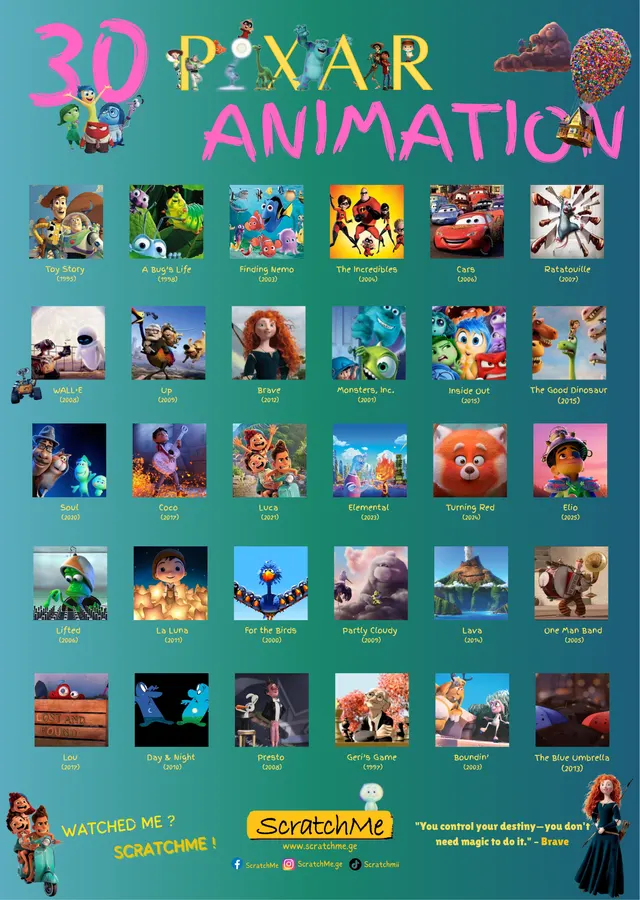 30 PIXAR
ANIMATION
Toy Story
(1995)
A Bug's Life
(1998)
Finding Nemo
(2003)
The Incredibles
(2004)
Cars
(2006)
Ratatouille
(2007)
WALL•E
(2008)
Up
(2009)
Brave
(2012)
Monsters, Inc.
(2001)
Inside Out
(2015)
The Good Dinosaur
(2015)
Soul
(2020)
Coco
(2017)
Luca
(2021)
Elemental
(2023)
Turning Red
Elio
(2025)
Lifted
(2006)
La Luna
(2011)
For the Birds
(2000)
Partly Cloudy
(2009)
Lava
(2014)
One Man Band
(2005)
LOST AND
FOUND
Lou
(2017)
Day & Night
(2010)
Presto
(2008)
Geri's Game
(1997)
Boundin'
(2003)
The Blue Umbrella
(2013)
WATCHED ME ?
SCRATCHME !
ScratchMe
www.scratchme.ge
ScratchMe ScratchMe.ge Scratchmii
"You control your destiny—you don't
need magic to do it." - Brave